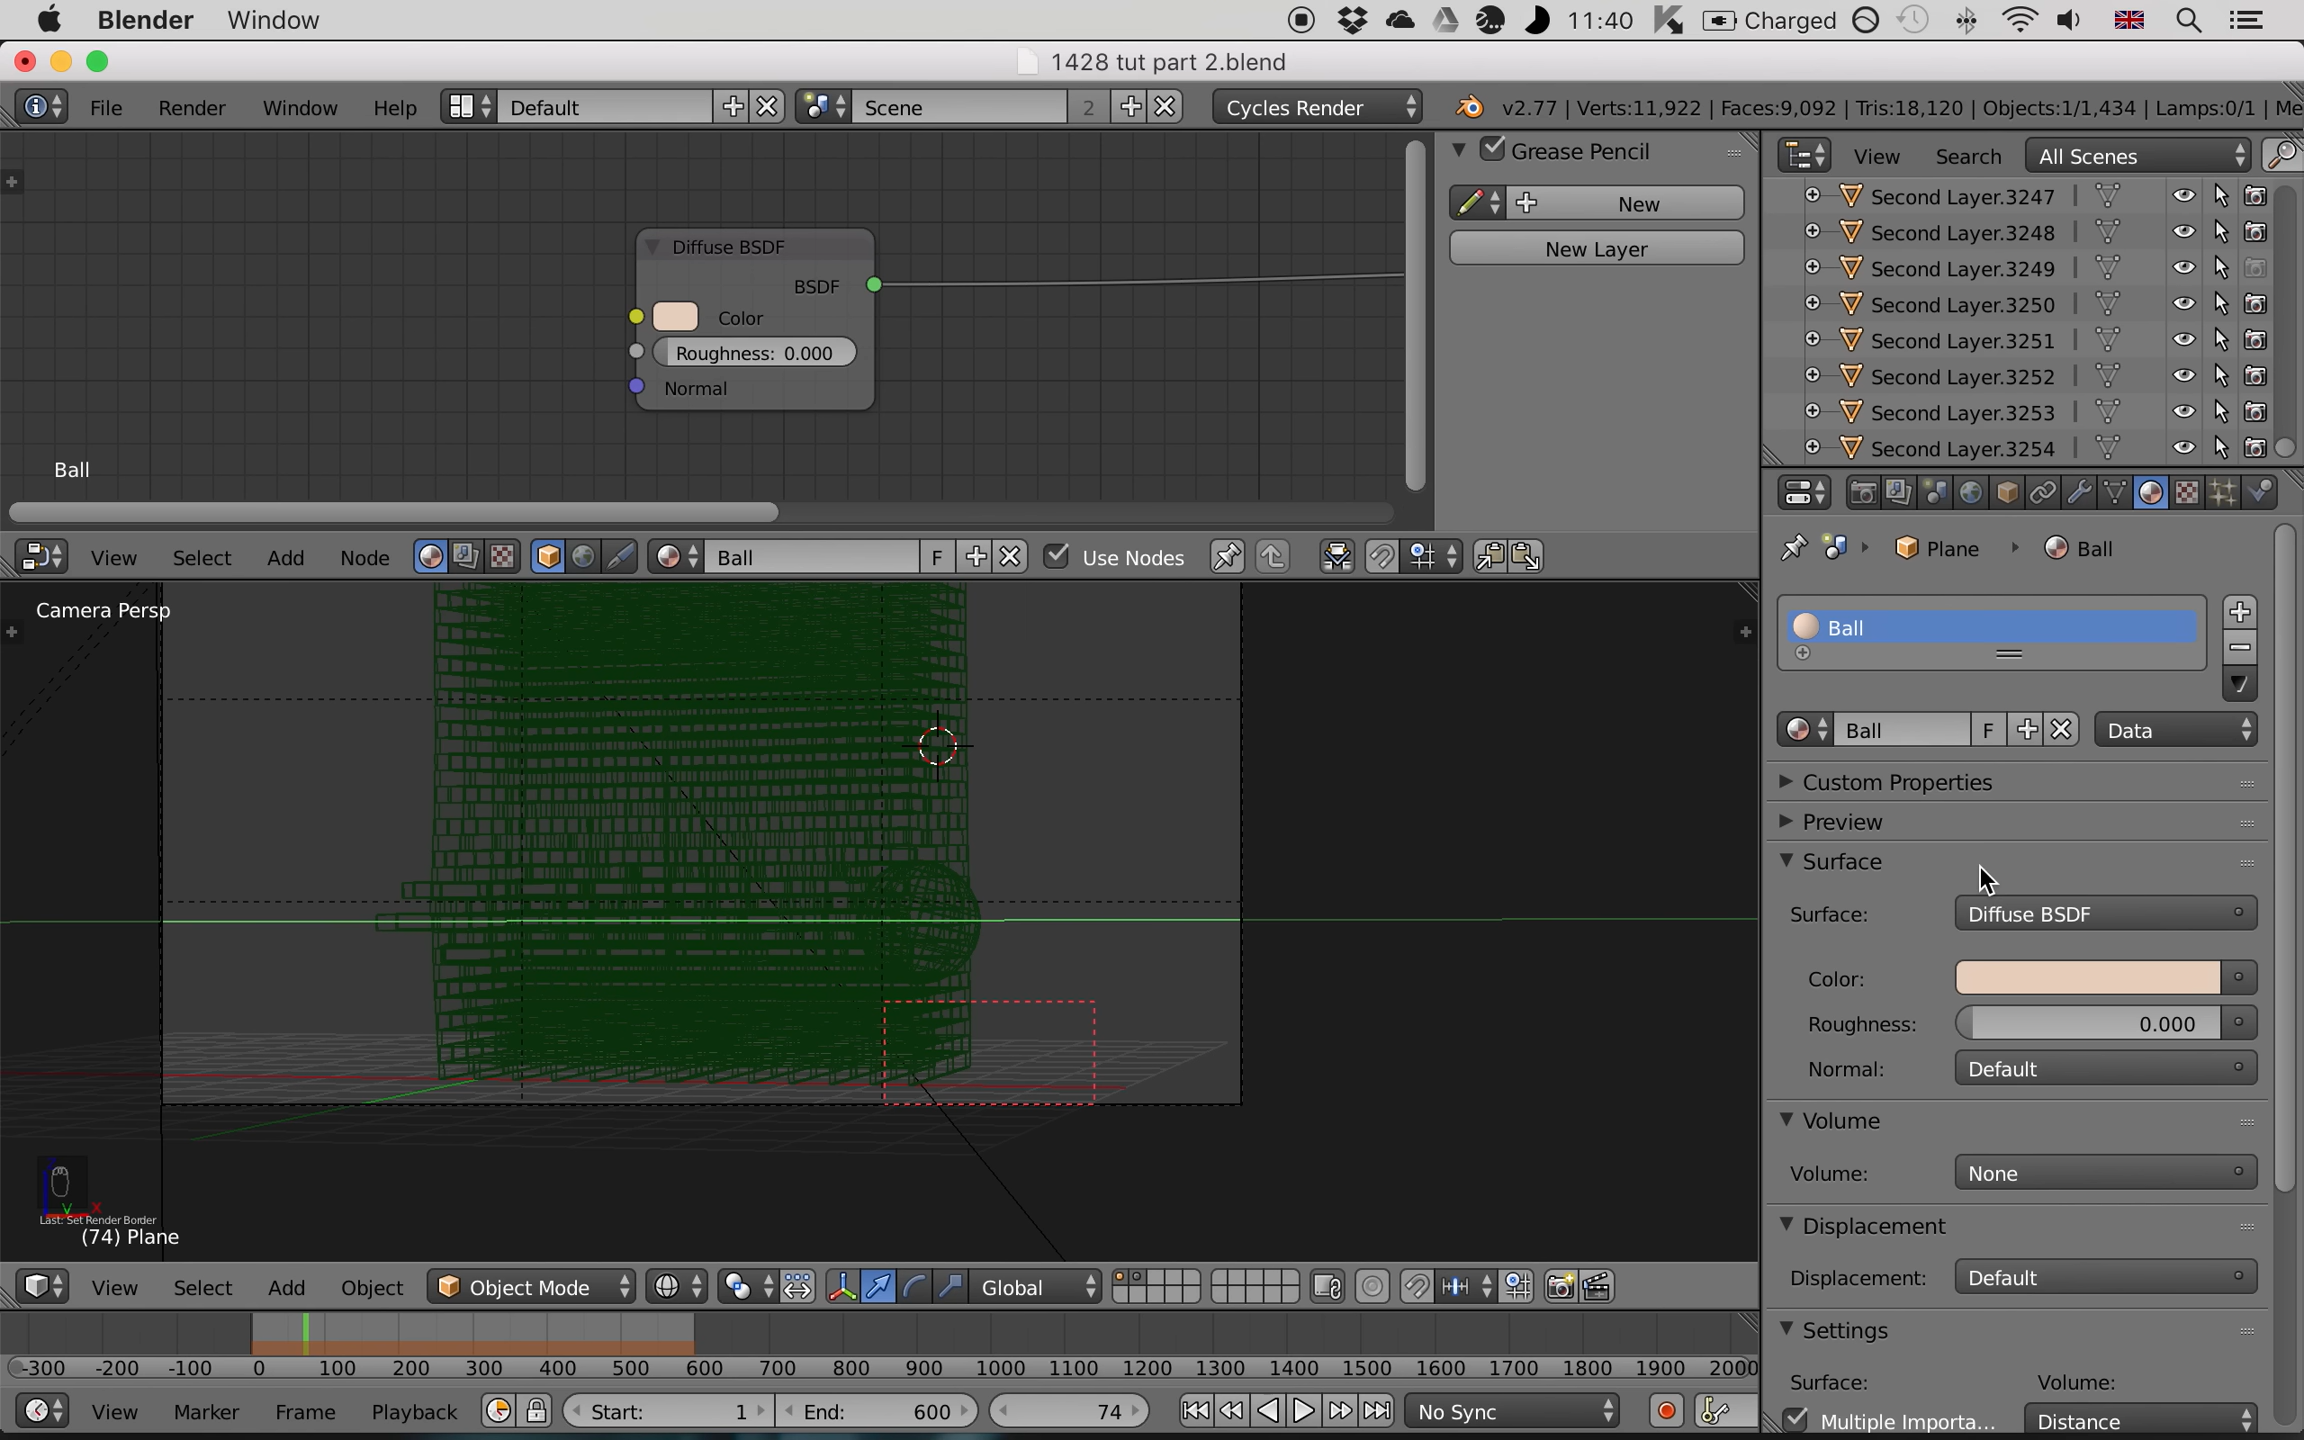 Blender Window 11:40 Charged
1428 tut part 2.blend
File Render Window Help Default Scene 2 Cycles Render v2.77 | Verts:11,922 | Faces:9,092 | Tris:18,120 | Objects:1/1,434 | Lamps:0/1 | Me
Grease Pencil
New
New Layer
Diffuse BSDF
BSDF
Color
Roughness: 0.000
Normal
Ball
View Search All Scenes
Second Layer.3247
Second Layer.3248
Second Layer.3249
Second Layer.3250
Second Layer.3251
Second Layer.3252
Second Layer.3253
Second Layer.3254
View Select Add Node Ball F Use Nodes
Plane Ball
Ball
Ball F Data
Custom Properties
Preview
Surface
Surface: Diffuse BSDF
Color:
Roughness: 0.000
Normal: Default
Volume
Volume: None
Displacement
Displacement: Default
Settings
Surface: Volume:
Multiple Importa... Distance
Camera Persp
Last: Set Render Border
(74) Plane
View Select Add Object Object Mode Global
-300 -200 -100 0 100 200 300 400 500 600 700 800 900 1000 1100 1200 1300 1400 1500 1600 1700 1800 1900 2000
View Marker Frame Playback Start: 1 End: 600 74 No Sync